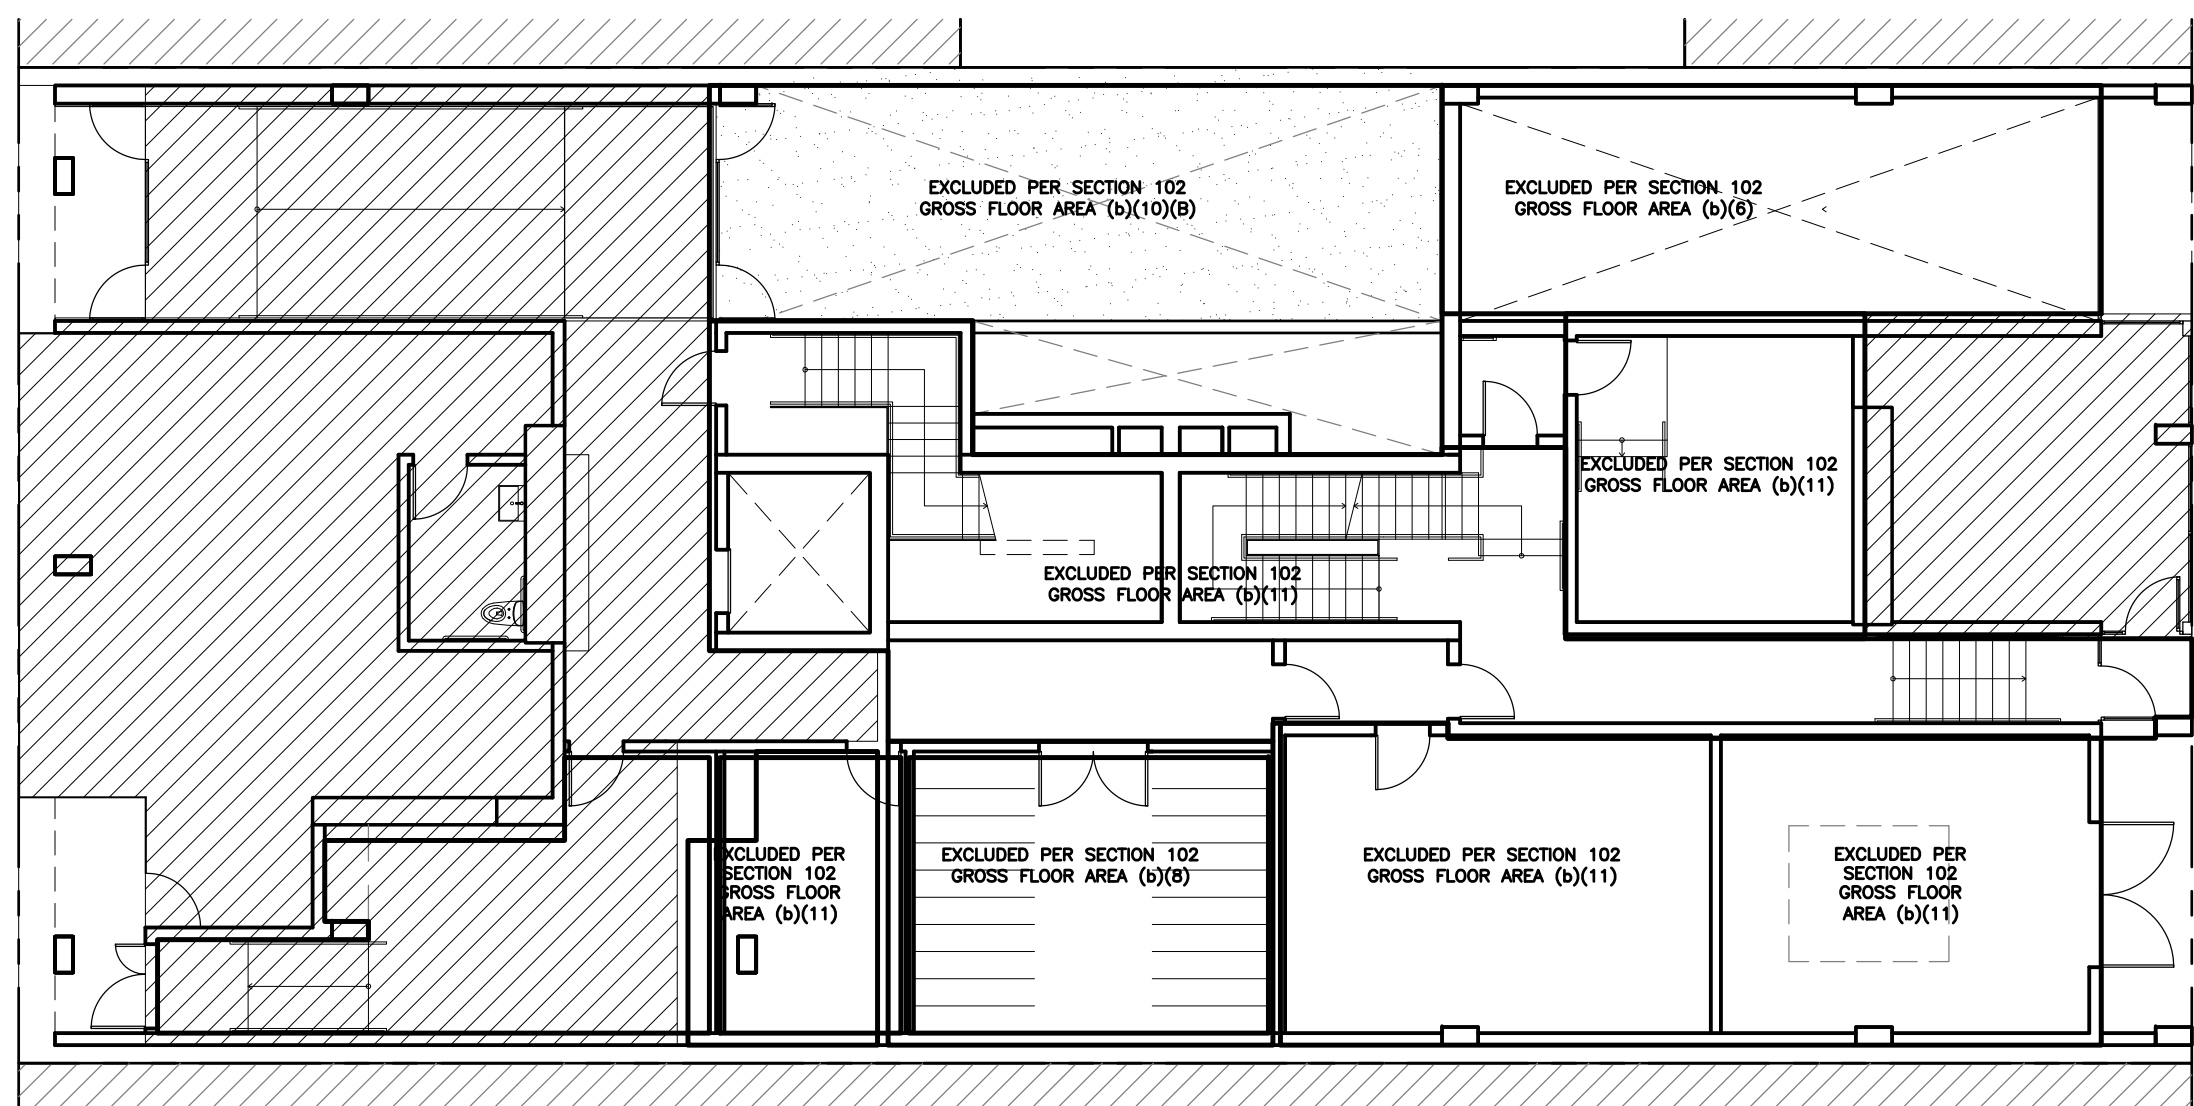 EXCLUDED PER SECTION 102
GROSS FLOOR AREA (b)(10)(B)
EXCLUDED PER SECTION 102
GROSS FLOOR AREA (b)(6)
EXCLUDED PER SECTION 102
GROSS FLOOR AREA (b)(11)
EXCLUDED PER SECTION 102
GROSS FLOOR AREA (b)(11)
EXCLUDED PER
SECTION 102
GROSS FLOOR
AREA (b)(11)
EXCLUDED PER SECTION 102
GROSS FLOOR AREA (b)(8)
EXCLUDED PER SECTION 102
GROSS FLOOR AREA (b)(11)
EXCLUDED PER
SECTION 102
GROSS FLOOR
AREA (b)(11)